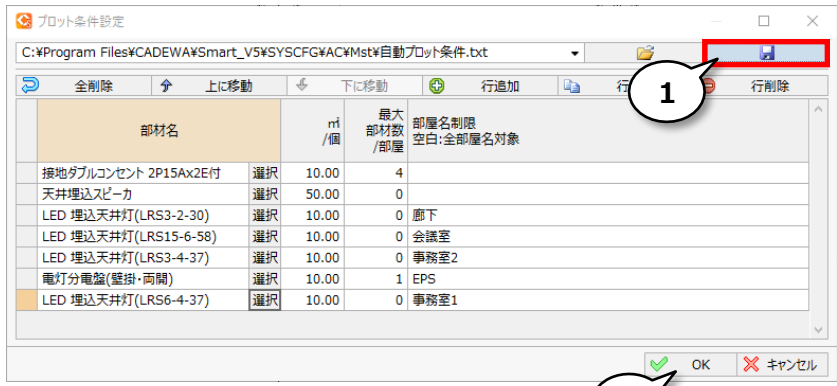 プロット条件設定
C:¥Program Files¥CADEWA¥Smart_V5¥SYSCFG¥AC¥Mst¥自動プロット条件.txt
全削除 上に移動 下に移動 行追加 行 行削除
1
部材名 ㎡/個 最大部材数/部屋 部屋名制限 空白:全部屋名対象
接地ダブルコンセント 2P15Ax2E付 選択 10.00 4
天井埋込スピーカ 選択 50.00 0
LED 埋込天井灯(LRS3-2-30) 選択 10.00 0 廊下
LED 埋込天井灯(LRS15-6-58) 選択 10.00 0 会議室
LED 埋込天井灯(LRS3-4-37) 選択 10.00 0 事務室2
電灯分電盤(壁掛・両開) 選択 10.00 1 EPS
LED 埋込天井灯(LRS6-4-37) 選択 10.00 0 事務室1
OK キャンセル